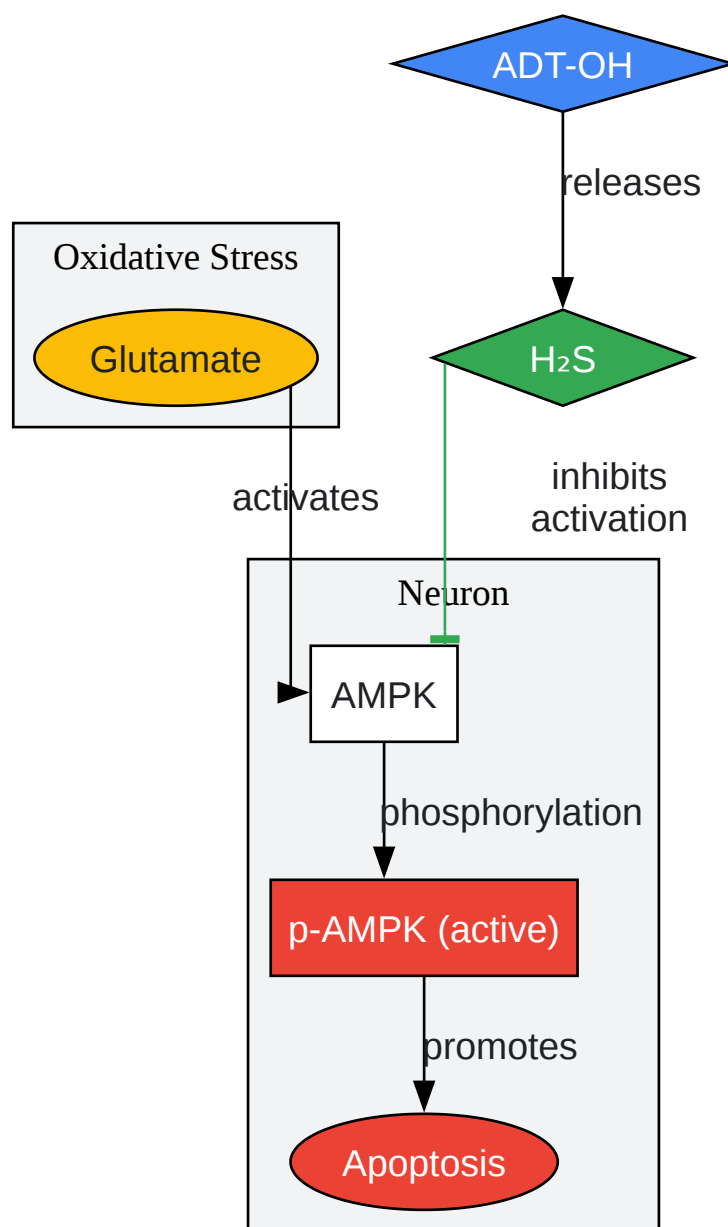 ADT-OH
releases
Oxidative Stress
Glutamate
H₂S
activates
inhibits
activation
Neuron
AMPK
phosphorylation
p-AMPK (active)
promotes
Apoptosis